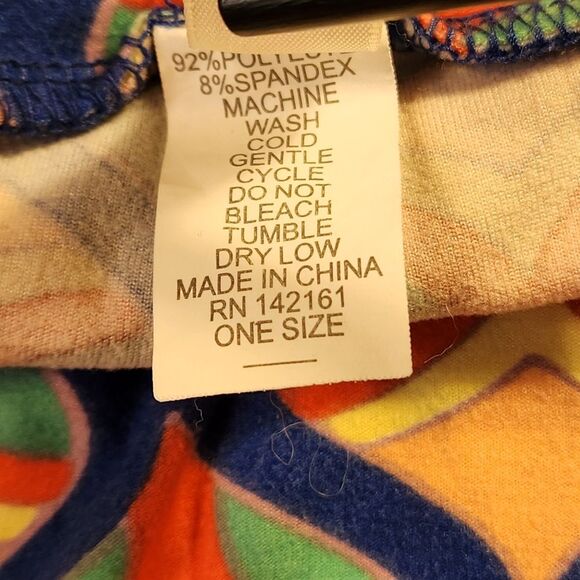 92% POLYESTER
8%SPANDEX
MACHINE
WASH
COLD
GENTLE
CYCLE
DO NOT
BLEACH
TUMBLE
DRY LOW
MADE IN CHINA
RN 142161
ONE SIZE